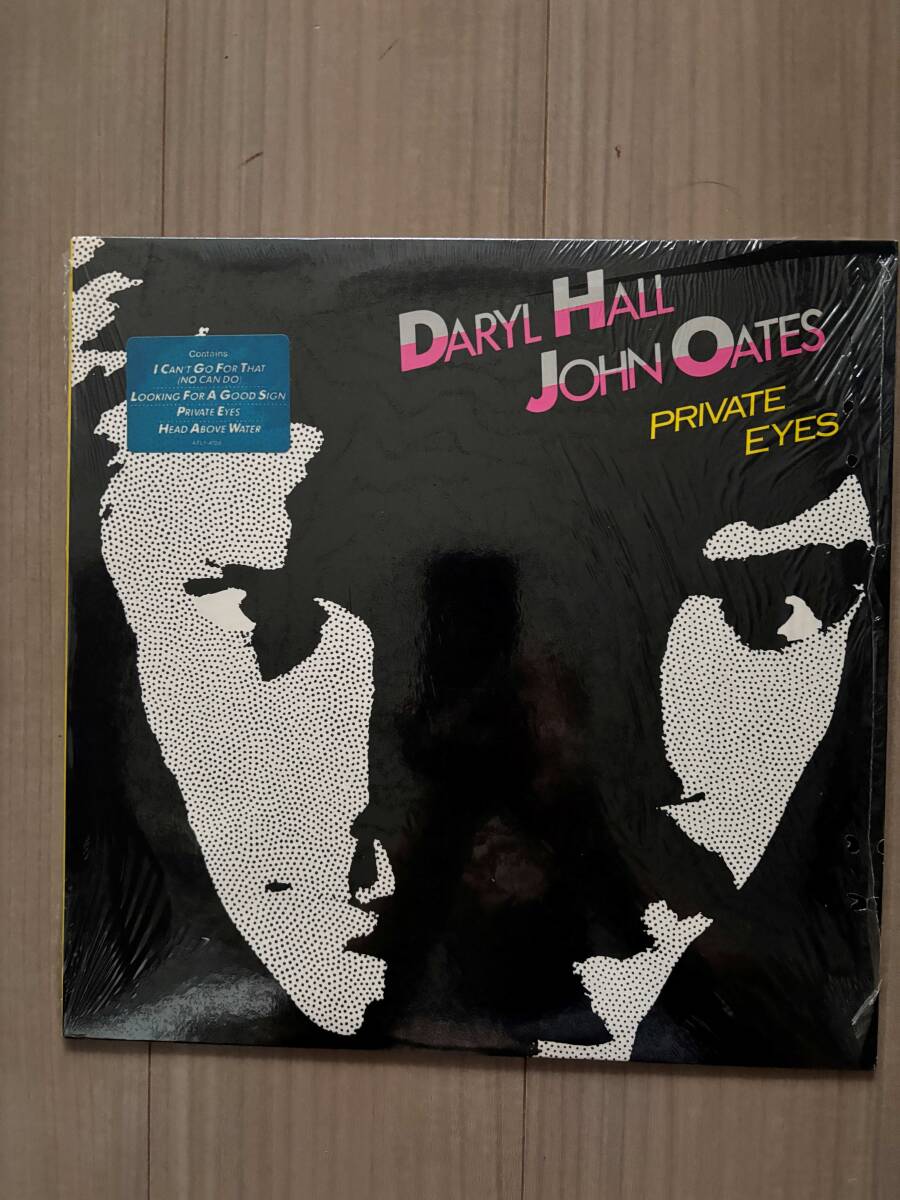 DARYL HALL
JOHN OATES
PRIVATE
EYES
Contains
I CAN'T GO FOR THAT
(NO CAN DO)
LOOKING FOR A GOOD SIGN
PRIVATE EYES
HEAD ABOVE WATER